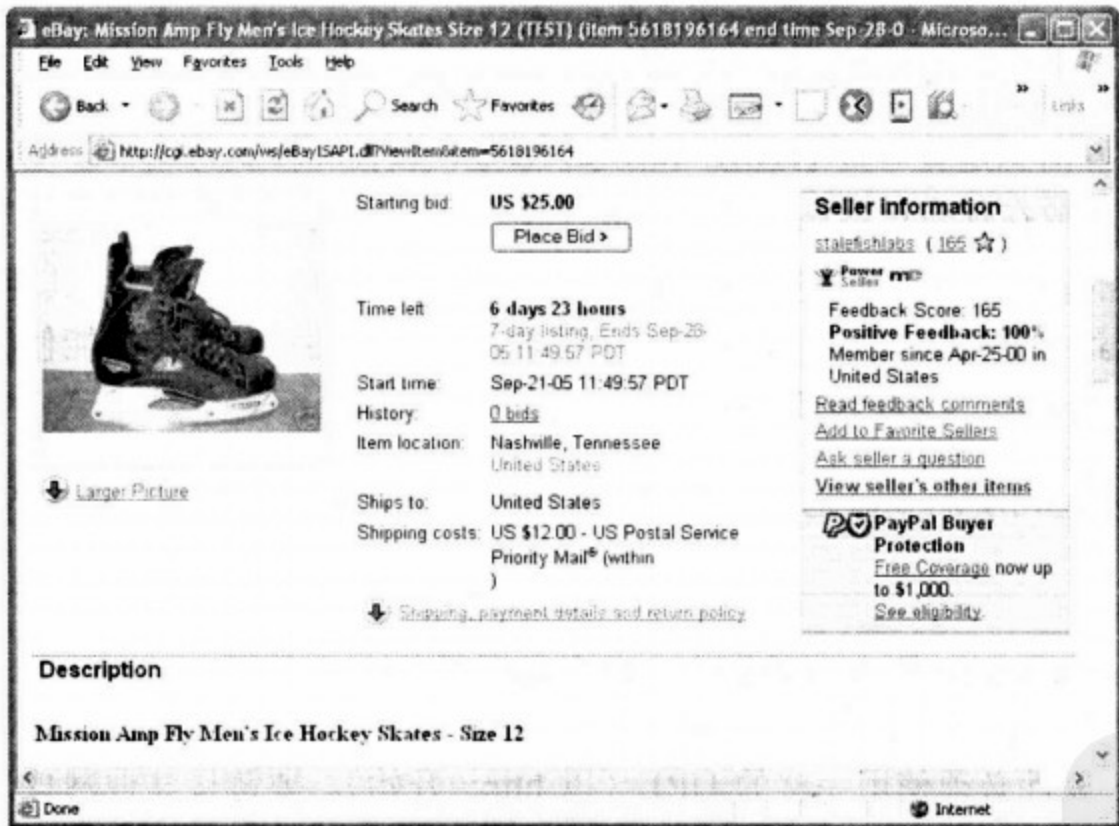 eBay: Mission Amp Fly Men's Ice Hockey Skates Size 12 (TEST) (item 5618196164 end time Sep-28-0 - Microso...
File Edit View Favorites Tools Help
Back Search Favorites Links
Address http://cgi.ebay.com/ws/eBayISAPI.dll?ViewItem&item=5618196164
Starting bid: US $25.00
Place Bid >
Time left: 6 days 23 hours
7-day listing, Ends Sep-28-
05 11:49:57 PDT
Start time: Sep-21-05 11:49:57 PDT
History: 0 bids
Item location: Nashville, Tennessee
United States
Ships to: United States
Shipping costs: US $12.00 - US Postal Service
Priority Mail® (within
)
Shipping, payment details and return policy
Larger Picture
Seller information
stalefishlabs ( 165 )
Power
Seller me
Feedback Score: 165
Positive Feedback: 100%
Member since Apr-25-00 in
United States
Read feedback comments
Add to Favorite Sellers
Ask seller a question
View seller's other items
PayPal Buyer
Protection
Free Coverage now up
to $1,000.
See eligibility.
Description
Mission Amp Fly Men's Ice Hockey Skates - Size 12
Done Internet